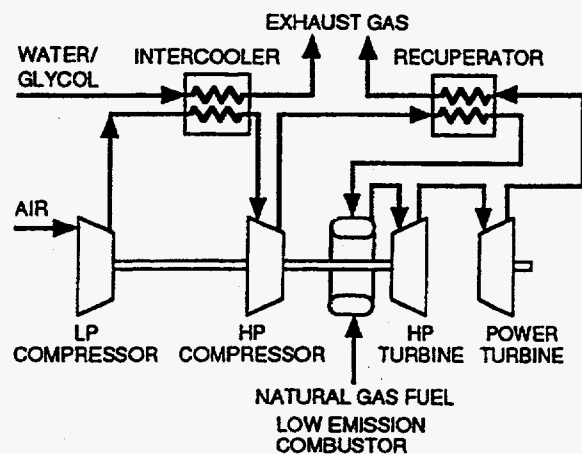 EXHAUST GAS
WATER/
GLYCOL
INTERCOOLER
RECUPERATOR
AIR
LP
COMPRESSOR
HP
COMPRESSOR
HP
TURBINE
POWER
TURBINE
NATURAL GAS FUEL
LOW EMISSION
COMBUSTOR